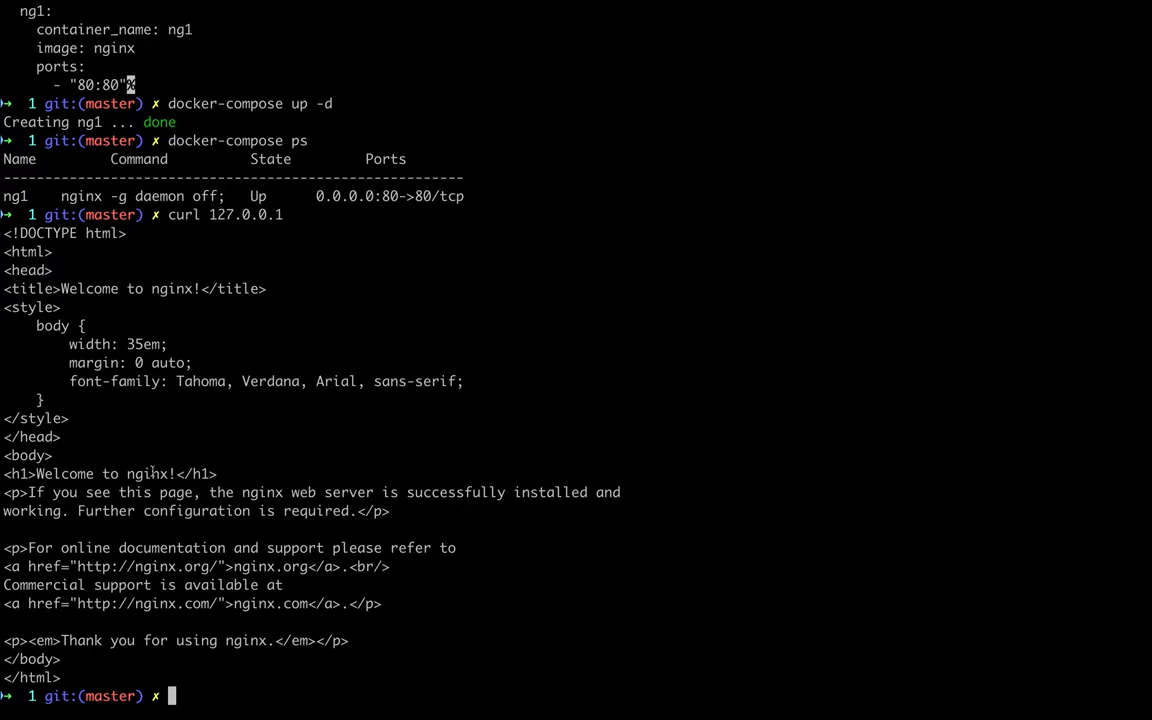 ng1:
container_name: ng1
image: nginx
ports:
- "80:80"%
→ 1 git:(master) ✗ docker-compose up -d
Creating ng1 ... done
→ 1 git:(master) ✗ docker-compose ps
Name Command State Ports
--------------------------------------------------------
ng1 nginx -g daemon off; Up 0.0.0.0:80->80/tcp
→ 1 git:(master) ✗ curl 127.0.0.1
<!DOCTYPE html>
<html>
<head>
<title>Welcome to nginx!</title>
<style>
body {
width: 35em;
margin: 0 auto;
font-family: Tahoma, Verdana, Arial, sans-serif;
}
</style>
</head>
<body>
<h1>Welcome to nginx!</h1>
<p>If you see this page, the nginx web server is successfully installed and
working. Further configuration is required.</p>
<p>For online documentation and support please refer to
<a href="http://nginx.org/">nginx.org</a>.<br/>
Commercial support is available at
<a href="http://nginx.com/">nginx.com</a>.</p>
<p><em>Thank you for using nginx.</em></p>
</body>
</html>
→ 1 git:(master) ✗